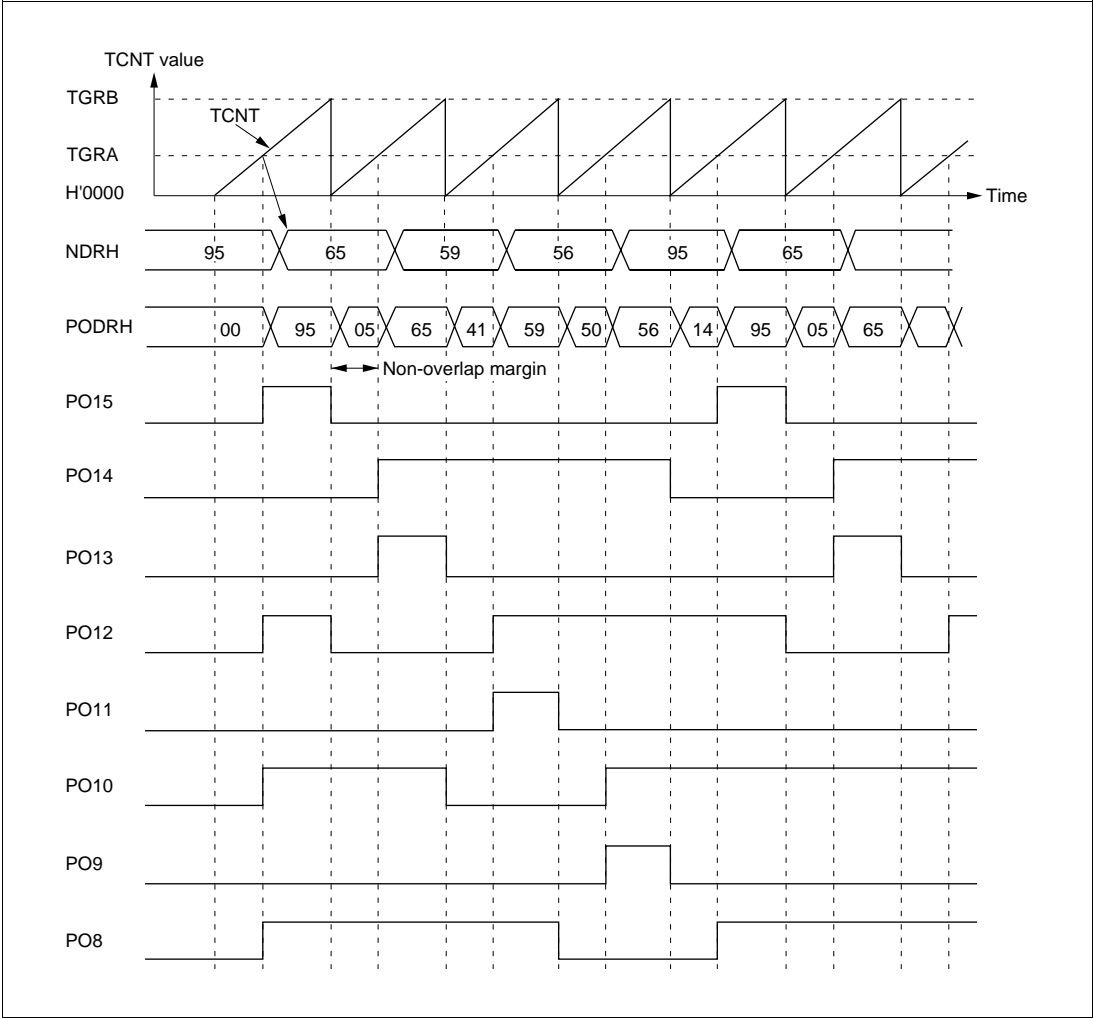 TCNT value
TGRB
TCNT
TGRA
H'0000
Time
NDRH 95 65 59 56 95 65
PODRH 00 95 05 65 41 59 50 56 14 95 05 65
Non-overlap margin
PO15
PO14
PO13
PO12
PO11
PO10
PO9
PO8